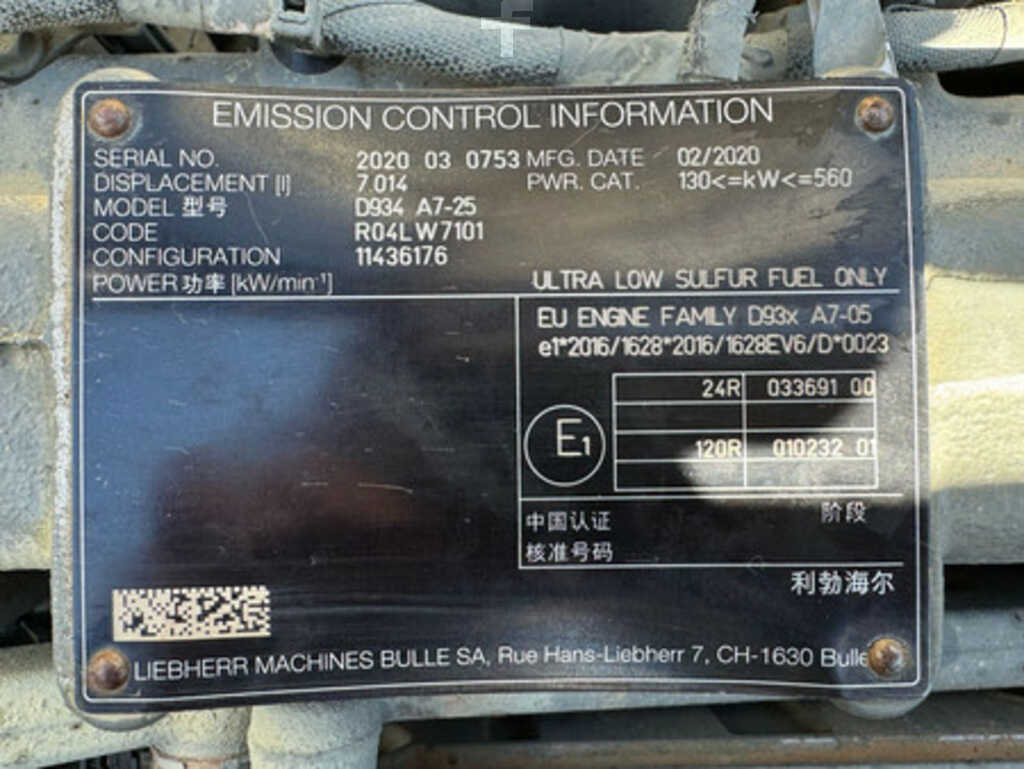 EMISSION CONTROL INFORMATION
SERIAL NO. 2020 03 0753 MFG. DATE 02/2020
DISPLACEMENT [l] 7.014 PWR. CAT. 130<=kW<=560
MODEL 型号 D934 A7-25
CODE R04LW7101
CONFIGURATION 11436176
POWER 功率 [kW/min⁻¹] ULTRA LOW SULFUR FUEL ONLY
EU ENGINE FAMILY D93x A7-05
e1*2016/1628*2016/1628EV6/D*0023
24R 033691 00
E1
120R 010232 01
中国认证 阶段
核准号码
利勃海尔
LIEBHERR MACHINES BULLE SA, Rue Hans-Liebherr 7, CH-1630 Bulle